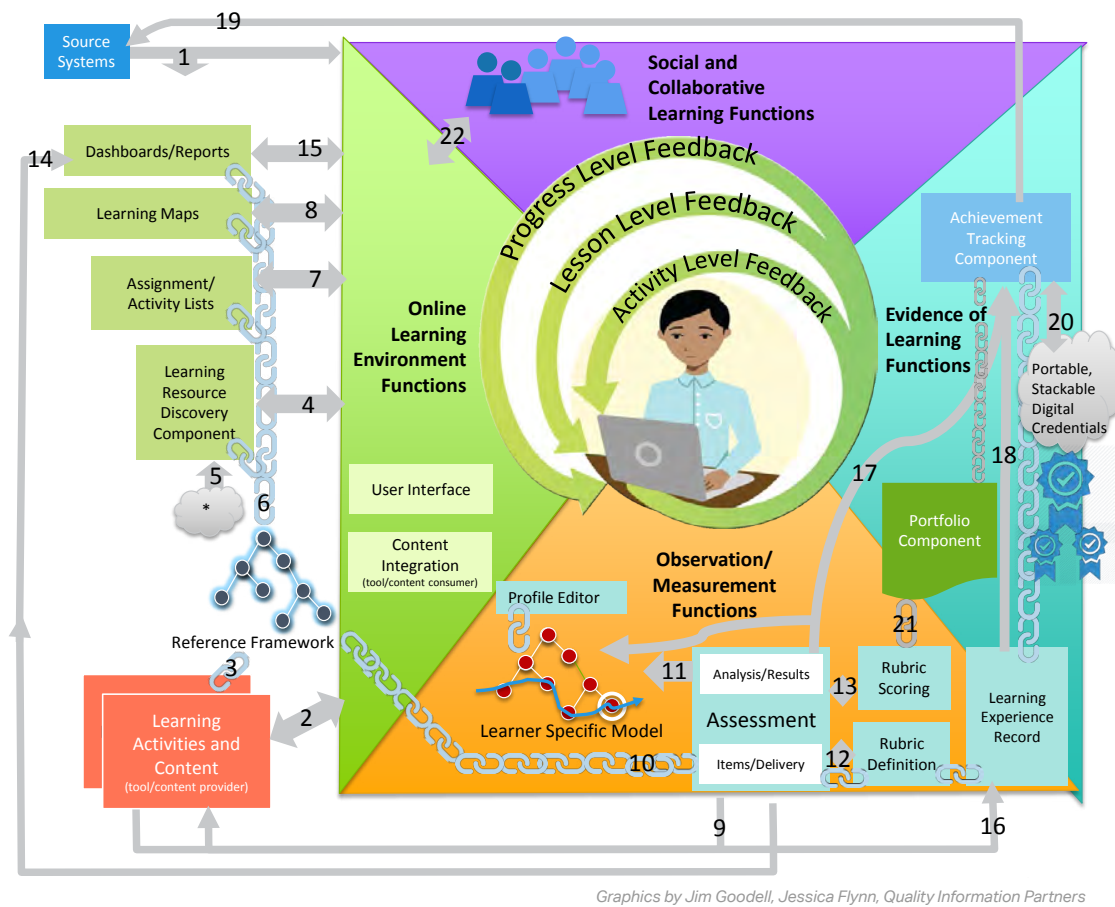 19
Source
Systems
1
Social and
Collaborative
Learning Functions
22
14
Dashboards/Reports
15
Progress Level Feedback
Lesson Level Feedback
Activity Level Feedback
Learning Maps
8
Achievement
Tracking
Component
Assignment/
Activity Lists
7
Online
Learning
Environment
Functions
Evidence of
Learning
Functions
20
Portable,
Stackable
Digital
Credentials
Learning
Resource
Discovery
Component
4
18
17
5
*
6
User Interface
Content
Integration
(tool/content consumer)
Portfolio
Component
Observation/
Measurement
Functions
Profile Editor
21
Reference Framework
3
11
Analysis/Results
13
Rubric
Scoring
Learning
Experience
Record
2
Learning
Activities and
Content
(tool/content provider)
Learner Specific Model
Assessment
10
Items/Delivery
12
Rubric
Definition
9
16
Graphics by Jim Goodell, Jessica Flynn, Quality Information Partners